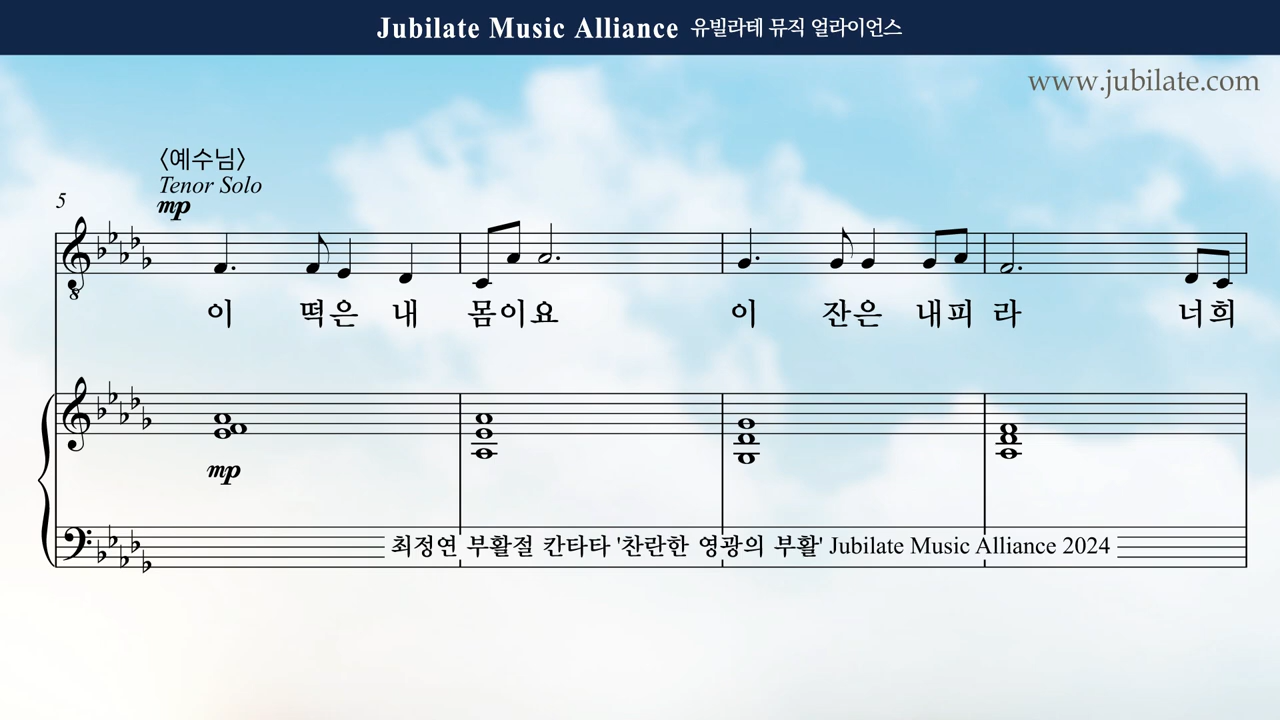 Jubilate Music Alliance 유빌라테 뮤직 얼라이언스
www.jubilate.com
〈예수님〉
Tenor Solo
mp
5
8
이 떡은 내 몸이요 이 잔은 내피 라 너희
mp
최정연 부활절 칸타타 '찬란한 영광의 부활' Jubilate Music Alliance 2024